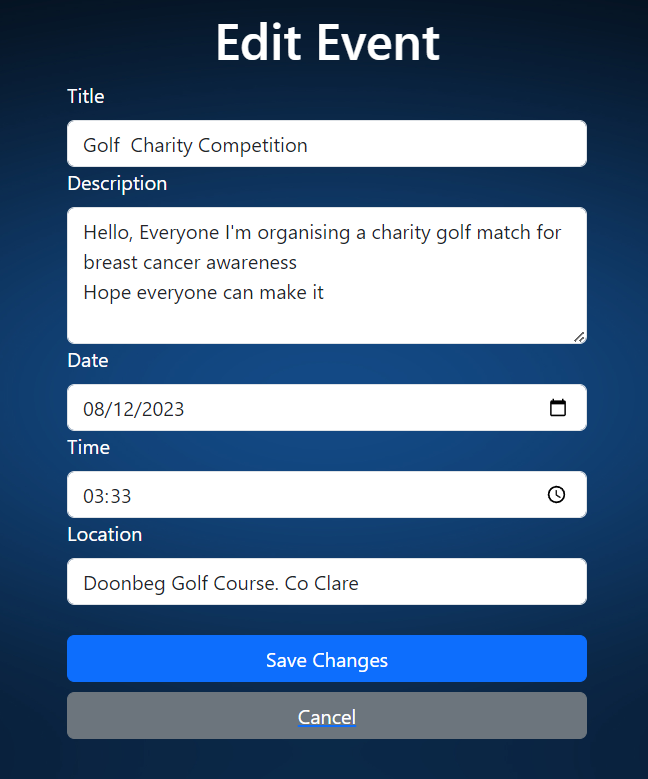 Edit Event
Title
Golf  Charity Competition
Description
Hello, Everyone I'm organising a charity golf match for
breast cancer awareness
Hope everyone can make it
Date
08/12/2023
Time
03:33
Location
Doonbeg Golf Course. Co Clare
Save Changes
Cancel